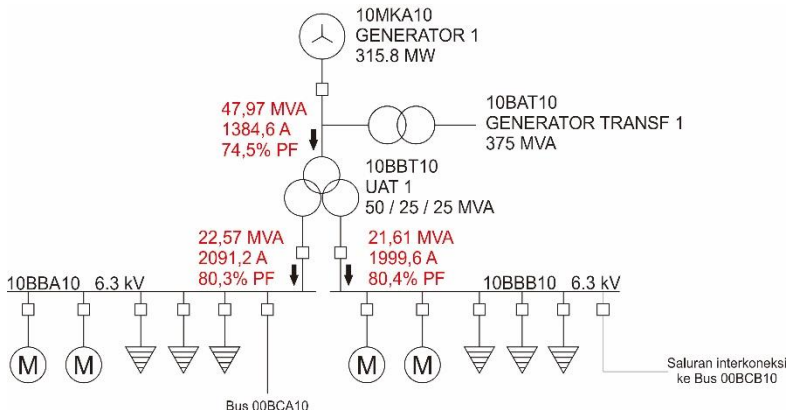 10MKA10
GENERATOR 1
315.8 MW
47,97 MVA
1384,6 A
74,5% PF
10BAT10
GENERATOR TRANSF 1
375 MVA
10BBT10
UAT 1
50 / 25 / 25 MVA
22,57 MVA
2091,2 A
80,3% PF
21,61 MVA
1999,6 A
80,4% PF
10BBA10 6.3 kV
10BBB10 6.3 kV
M
M
M
M
Saluran interkoneksi
ke Bus 00BCB10
Bus 00BCA10